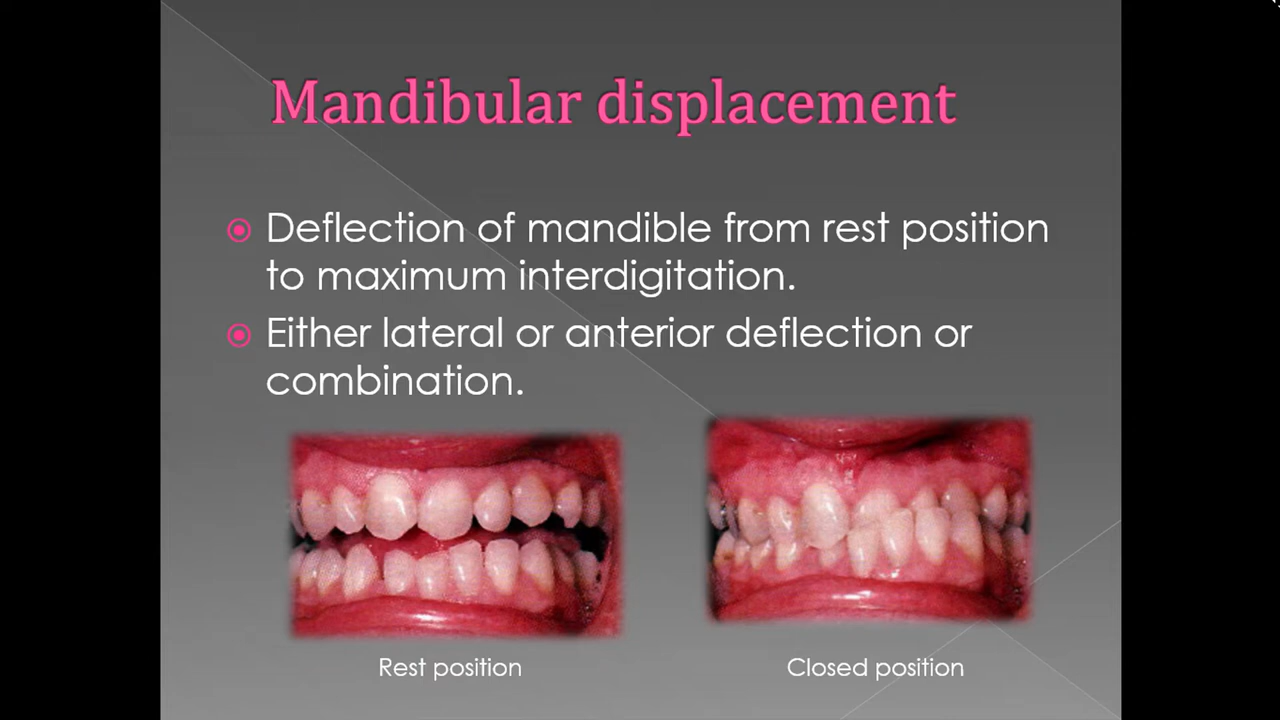 Mandibular displacement
Deflection of mandible from rest position
to maximum interdigitation.
Either lateral or anterior deflection or
combination.
Rest position
Closed position